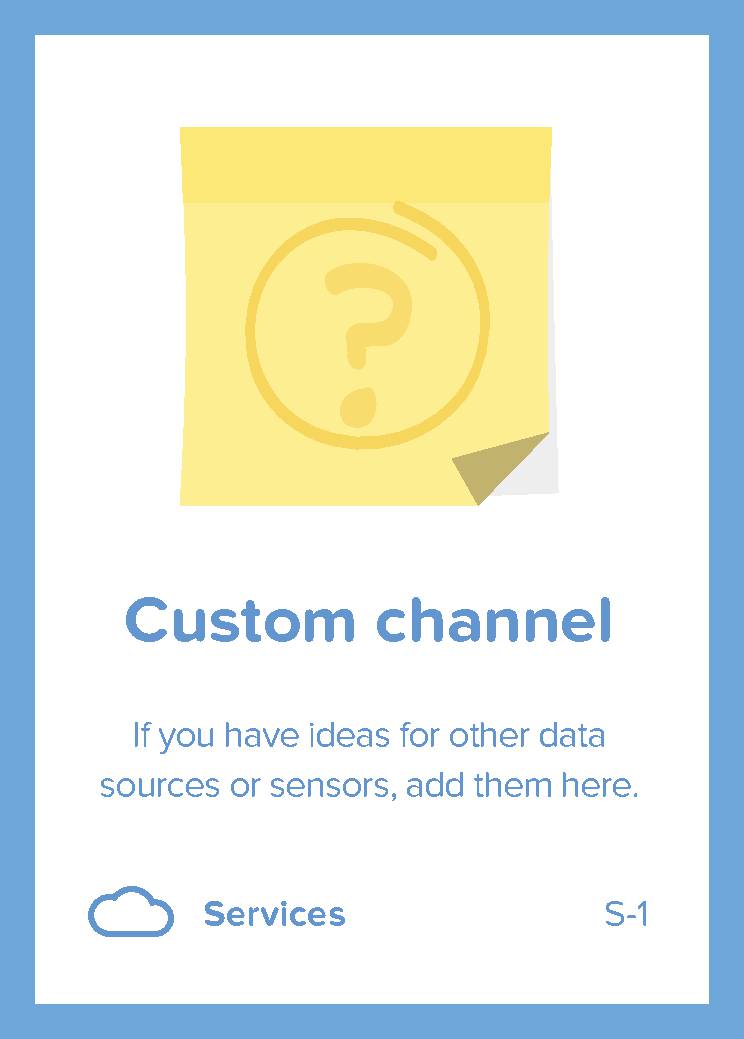 ?
Custom channel
If you have ideas for other data
sources or sensors, add them here.
Services S-1